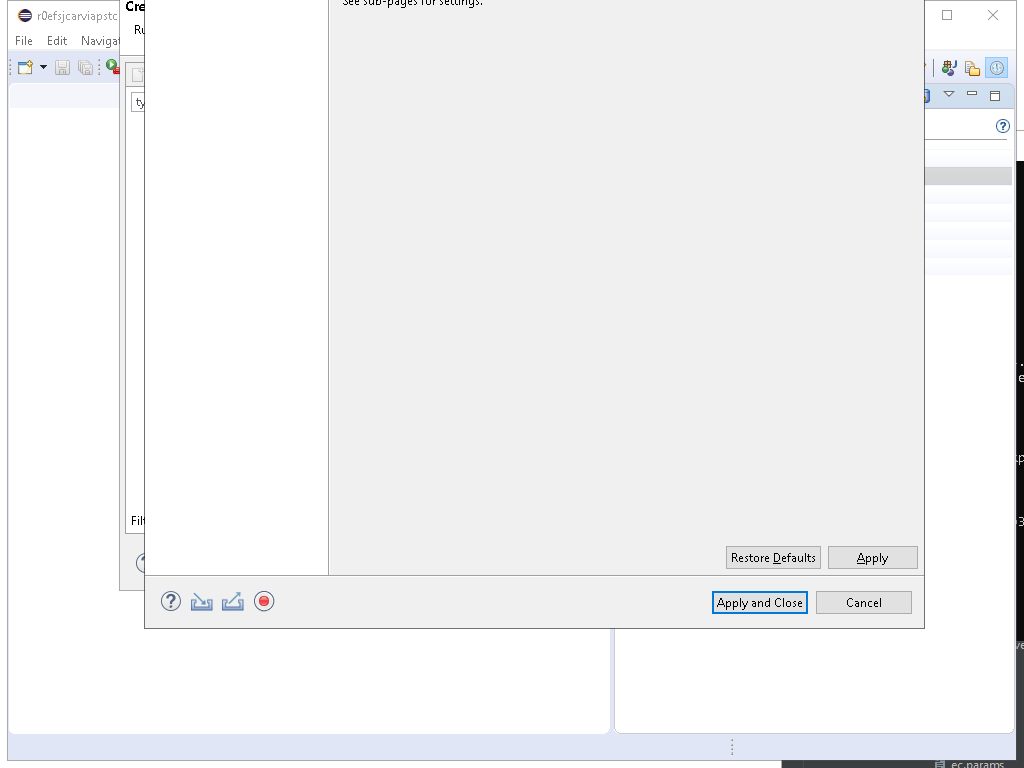 r0efsjcarviapstc
Cre
See sub-pages for settings.
File Edit Navigat
Ru
ty
Filt
Restore Defaults Apply
Apply and Close Cancel
ec.params